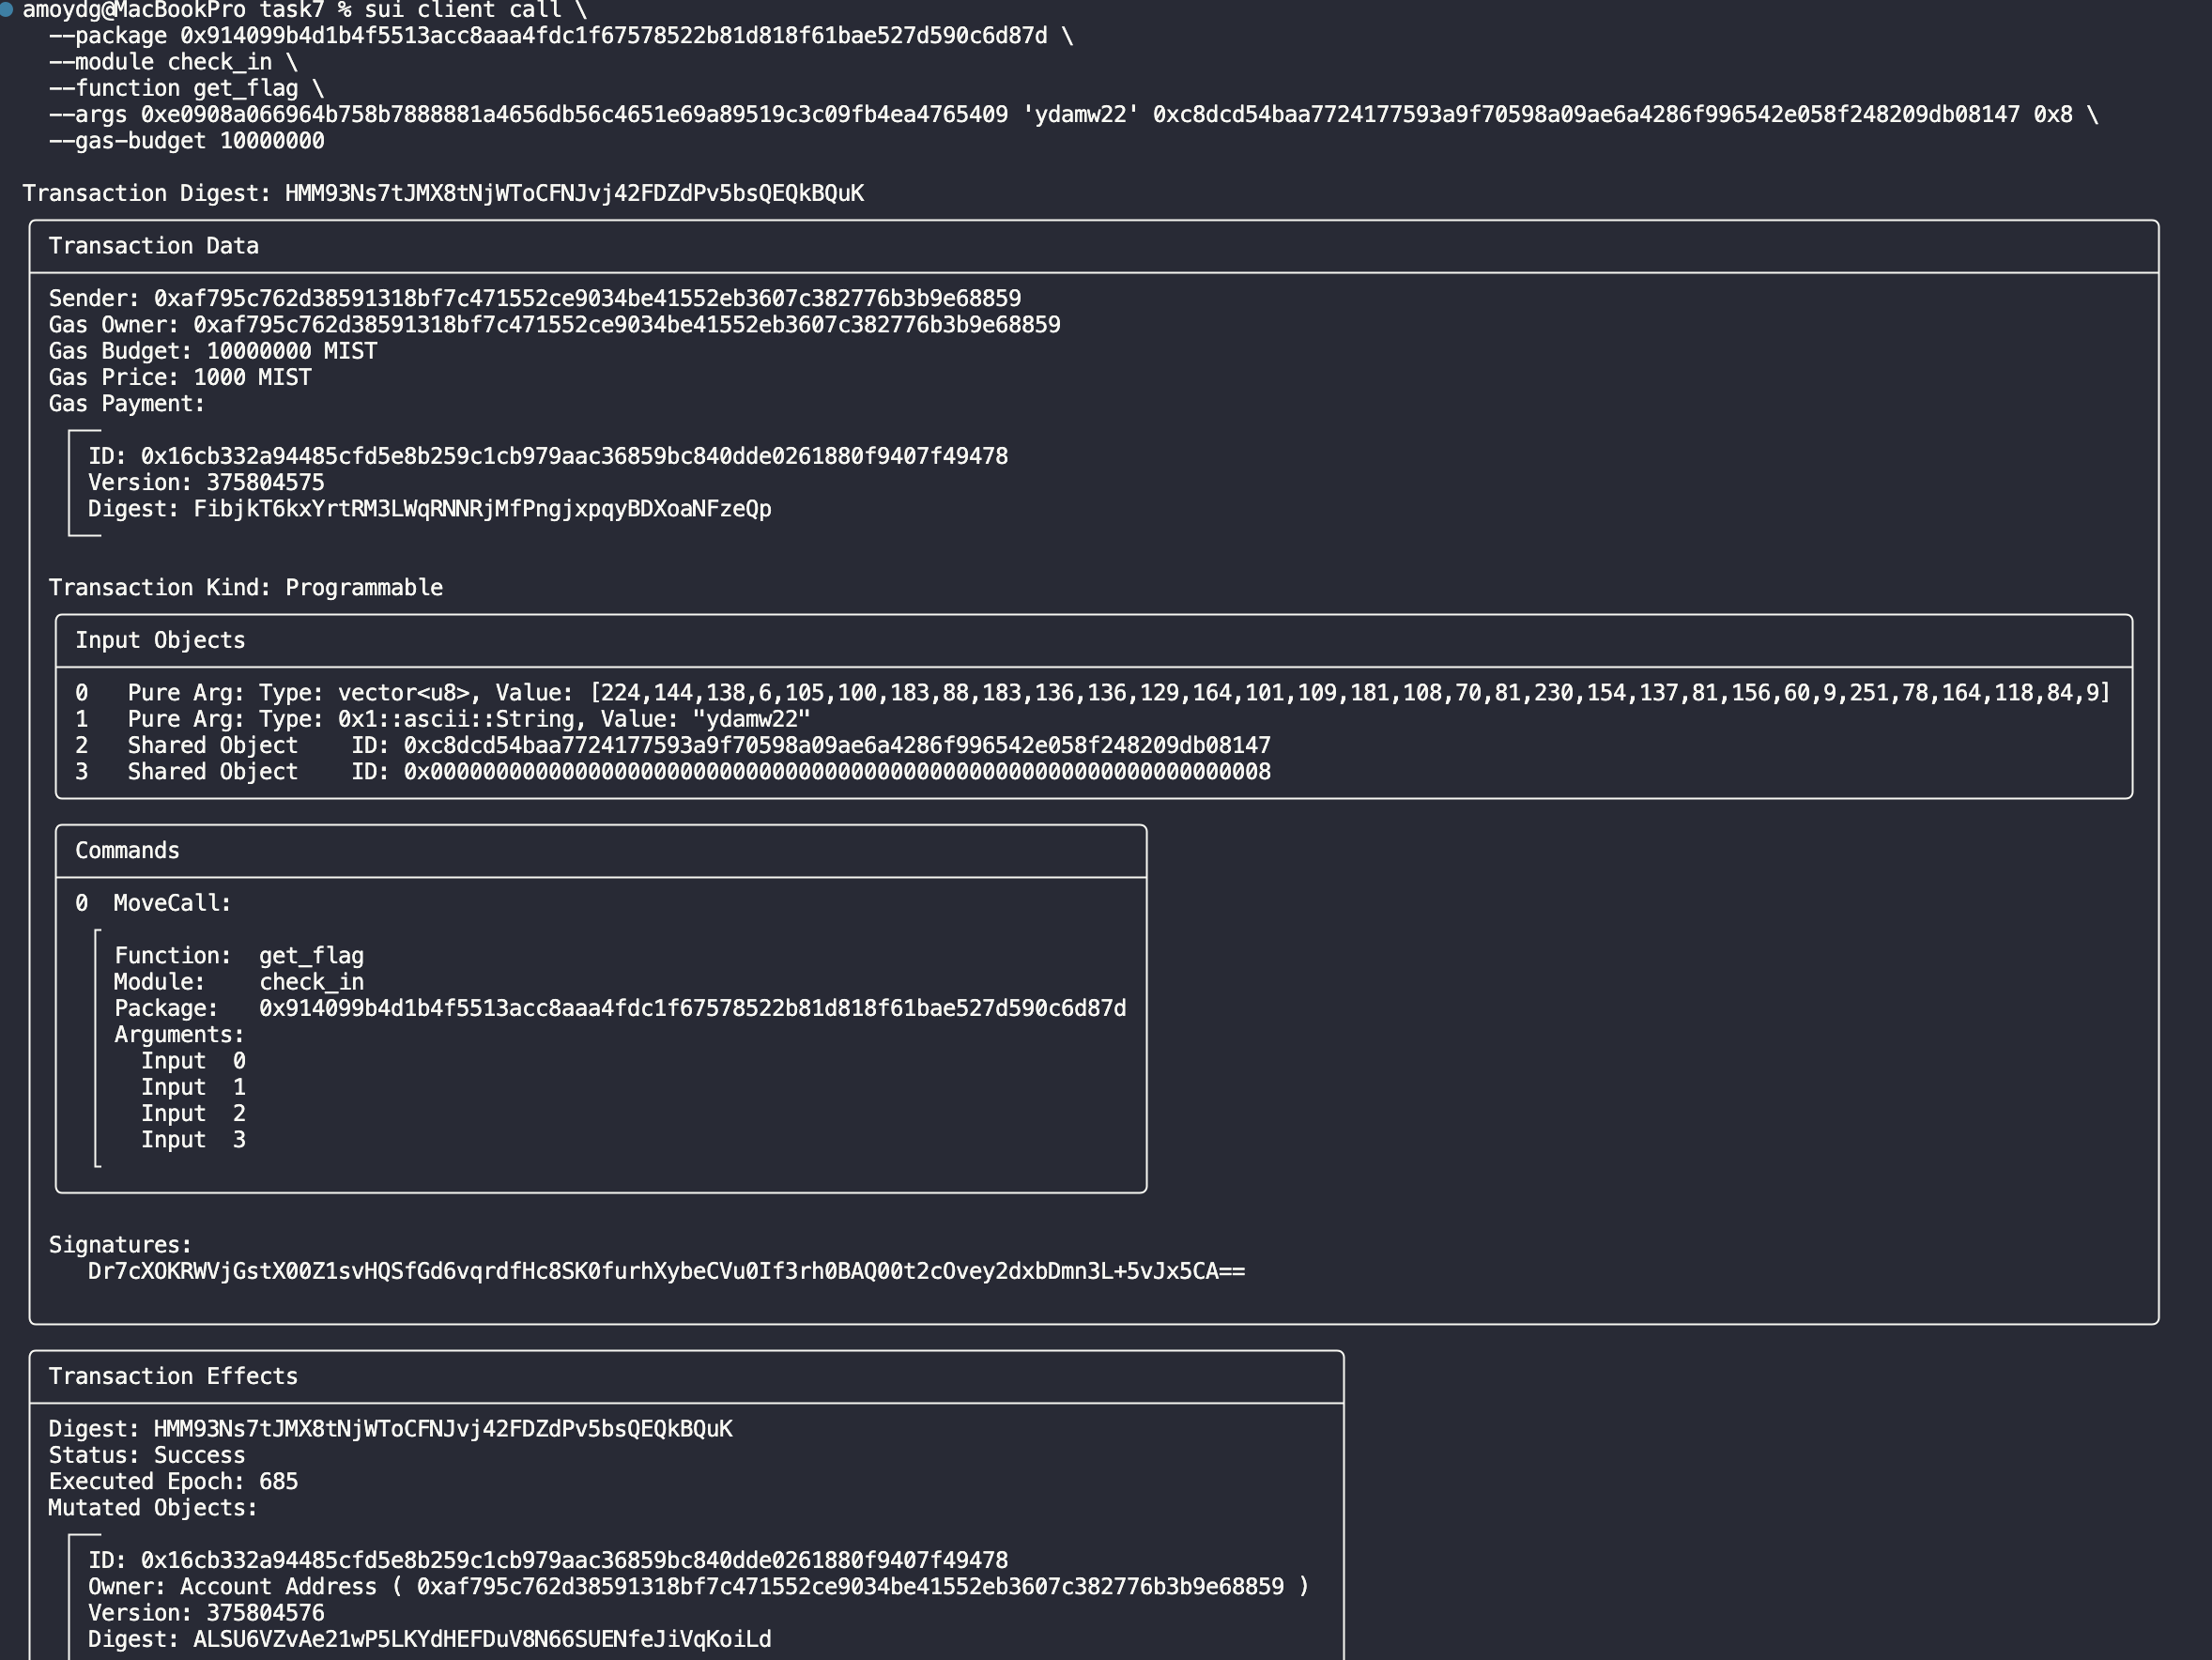 amoydg@MacBookPro task7 % sui client call \
--package 0x914099b4d1b4f5513acc8aaa4fdc1f67578522b81d818f61bae527d590c6d87d \
--module check_in \
--function get_flag \
--args 0xe0908a066964b758b7888881a4656db56c4651e69a89519c3c09fb4ea4765409 'ydamw22' 0xc8dcd54baa7724177593a9f70598a09ae6a4286f996542e058f248209db08147 0x8 \
--gas-budget 10000000
Transaction Digest: HMM93Ns7tJMX8tNjWToCFNJvj42FDZdPv5bsQEQkBQuK
Transaction Data
Sender: 0xaf795c762d38591318bf7c471552ce9034be41552eb3607c382776b3b9e68859
Gas Owner: 0xaf795c762d38591318bf7c471552ce9034be41552eb3607c382776b3b9e68859
Gas Budget: 10000000 MIST
Gas Price: 1000 MIST
Gas Payment:
ID: 0x16cb332a94485cfd5e8b259c1cb979aac36859bc840dde0261880f9407f49478
Version: 375804575
Digest: FibjkT6kxYrtRM3LWqRNNRjMfPngjxpqyBDXoaNFzeQp
Transaction Kind: Programmable
Input Objects
0 Pure Arg: Type: vector<u8>, Value: [224,144,138,6,105,100,183,88,183,136,136,129,164,101,109,181,108,70,81,230,154,137,81,156,60,9,251,78,164,118,84,9]
1 Pure Arg: Type: 0x1::ascii::String, Value: "ydamw22"
2 Shared Object ID: 0xc8dcd54baa7724177593a9f70598a09ae6a4286f996542e058f248209db08147
3 Shared Object ID: 0x0000000000000000000000000000000000000000000000000000000000000008
Commands
0 MoveCall:
Function: get_flag
Module: check_in
Package: 0x914099b4d1b4f5513acc8aaa4fdc1f67578522b81d818f61bae527d590c6d87d
Arguments:
Input 0
Input 1
Input 2
Input 3
Signatures:
Dr7cXOKRWVjGstX00Z1svHQSfGd6vqrdfHc8SK0furhXybeCVu0If3rh0BAQ00t2cOvey2dxbDmn3L+5vJx5CA==
Transaction Effects
Digest: HMM93Ns7tJMX8tNjWToCFNJvj42FDZdPv5bsQEQkBQuK
Status: Success
Executed Epoch: 685
Mutated Objects:
ID: 0x16cb332a94485cfd5e8b259c1cb979aac36859bc840dde0261880f9407f49478
Owner: Account Address ( 0xaf795c762d38591318bf7c471552ce9034be41552eb3607c382776b3b9e68859 )
Version: 375804576
Digest: ALSU6VZvAe21wP5LKYdHEFDuV8N66SUENfeJiVqKoiLd